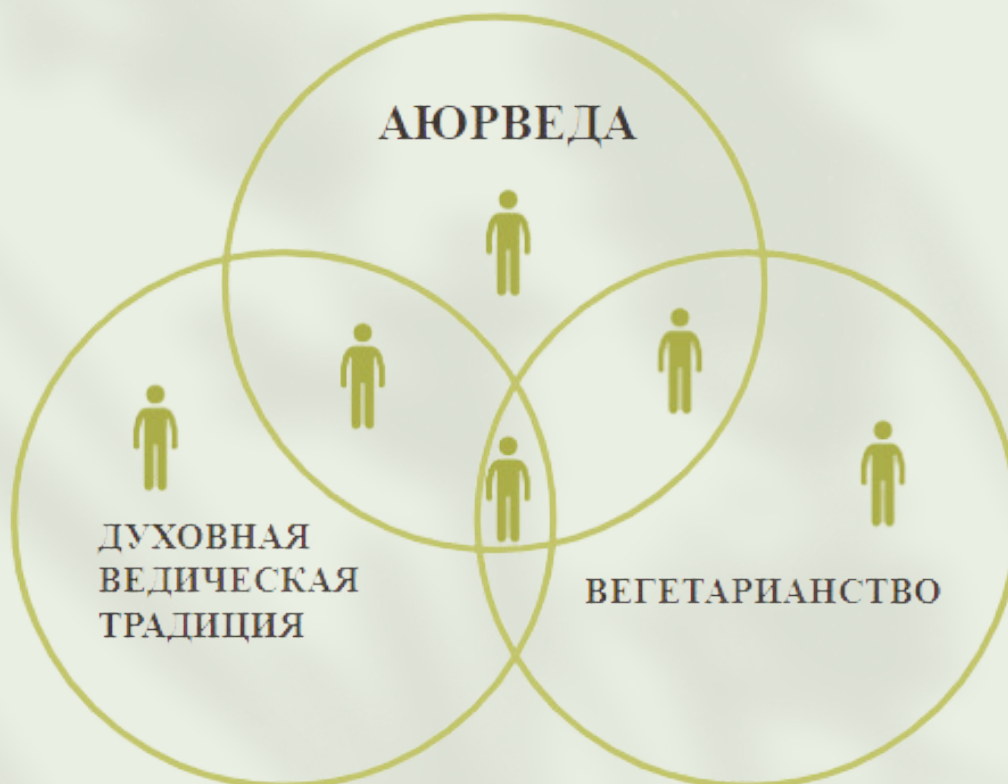 АЮРВЕДА
ДУХОВНАЯ
ВЕДИЧЕСКАЯ
ТРАДИЦИЯ
ВЕГЕТАРИАНСТВО